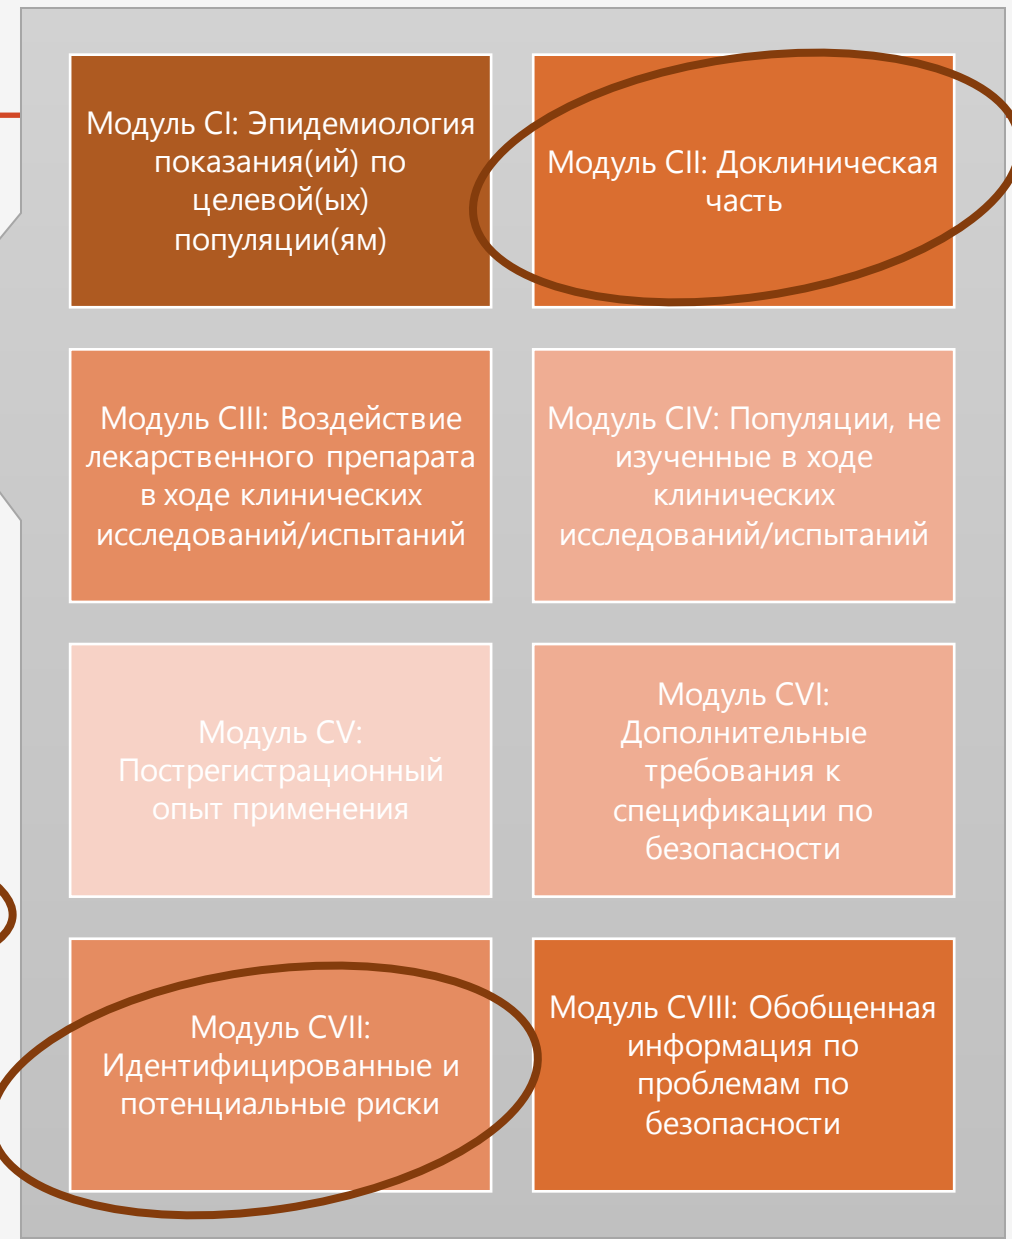 Модуль CI: Эпидемиология
показания(ий) по
целевой(ых)
популяции(ям)
Модуль CII: Доклиническая
часть
Модуль CIII: Воздействие
лекарственного препарата
в ходе клинических
исследований/испытаний
Модуль CIV: Популяции, не
изученные в ходе
клинических
исследований/испытаний
Модуль CV:
Пострегистрационный
опыт применения
Модуль CVI:
Дополнительные
требования к
спецификации по
безопасности
Модуль CVII:
Идентифицированные и
потенциальные риски
Модуль CVIII: Обобщенная
информация по
проблемам по
безопасности